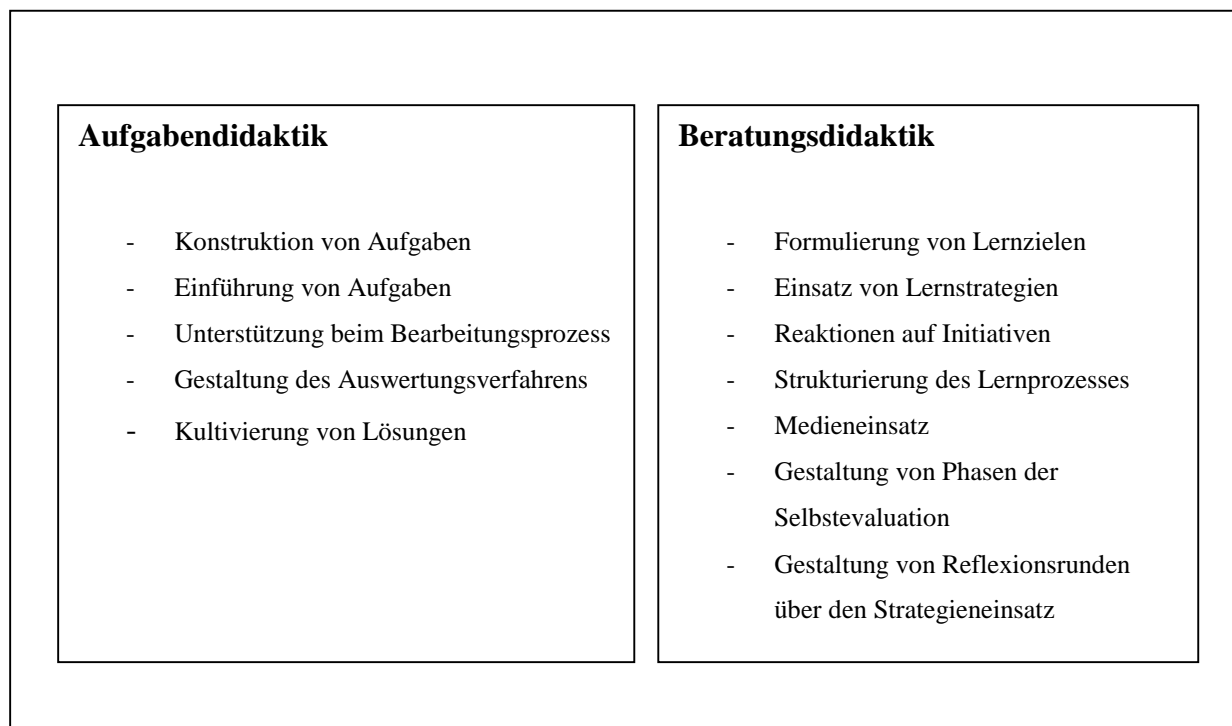 Aufgabendidaktik
- Konstruktion von Aufgaben
- Einführung von Aufgaben
- Unterstützung beim Bearbeitungsprozess
- Gestaltung des Auswertungsverfahrens
- Kultivierung von Lösungen
Beratungsdidaktik
- Formulierung von Lernzielen
- Einsatz von Lernstrategien
- Reaktionen auf Initiativen
- Strukturierung des Lernprozesses
- Medieneinsatz
- Gestaltung von Phasen der
Selbstevaluation
- Gestaltung von Reflexionsrunden
über den Strategieneinsatz